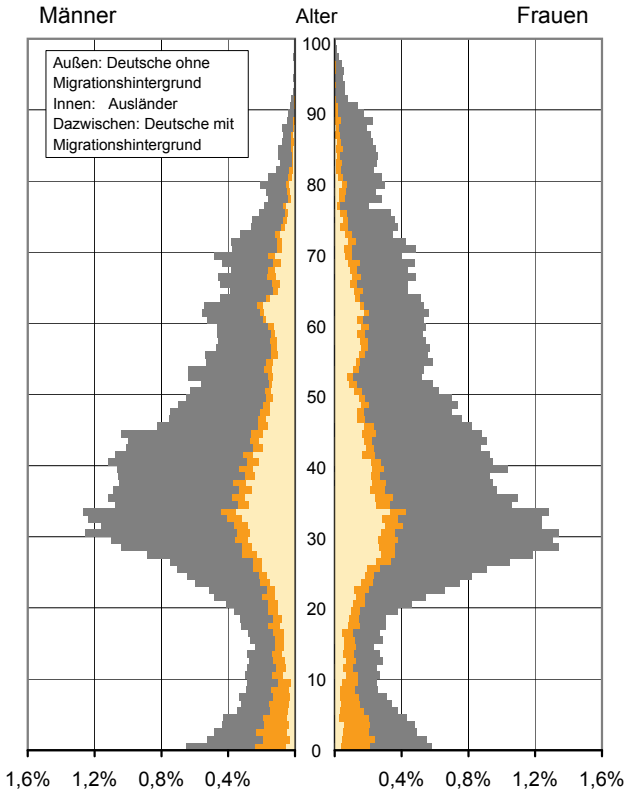 Männer Alter Frauen
Außen: Deutsche ohne
Migrationshintergrund
Innen: Ausländer
Dazwischen: Deutsche mit
Migrationshintergrund
100
90
80
70
60
50
40
30
20
10
0
1,6% 1,2% 0,8% 0,4% 0,4% 0,8% 1,2% 1,6%